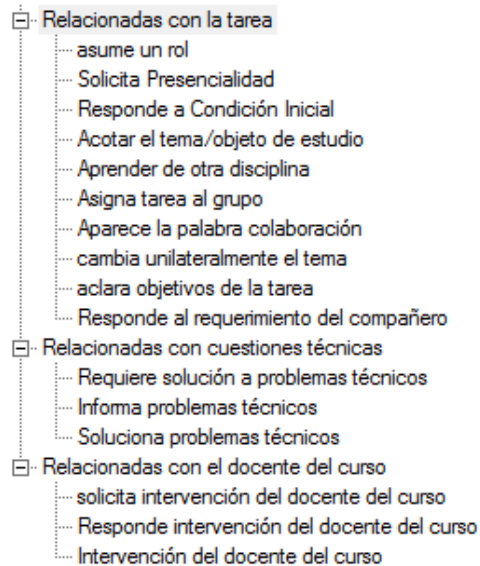 Relacionadas con la tarea
asume un rol
Solicita Presencialidad
Responde a Condición Inicial
Acotar el tema/objeto de estudio
Aprender de otra disciplina
Asigna tarea al grupo
Aparece la palabra colaboración
cambia unilateralmente el tema
aclara objetivos de la tarea
Responde al requerimiento del compañero
Relacionadas con cuestiones técnicas
Requiere solución a problemas técnicos
Informa problemas técnicos
Soluciona problemas técnicos
Relacionadas con el docente del curso
solicita intervención del docente del curso
Responde intervención del docente del curso
Intervención del docente del curso